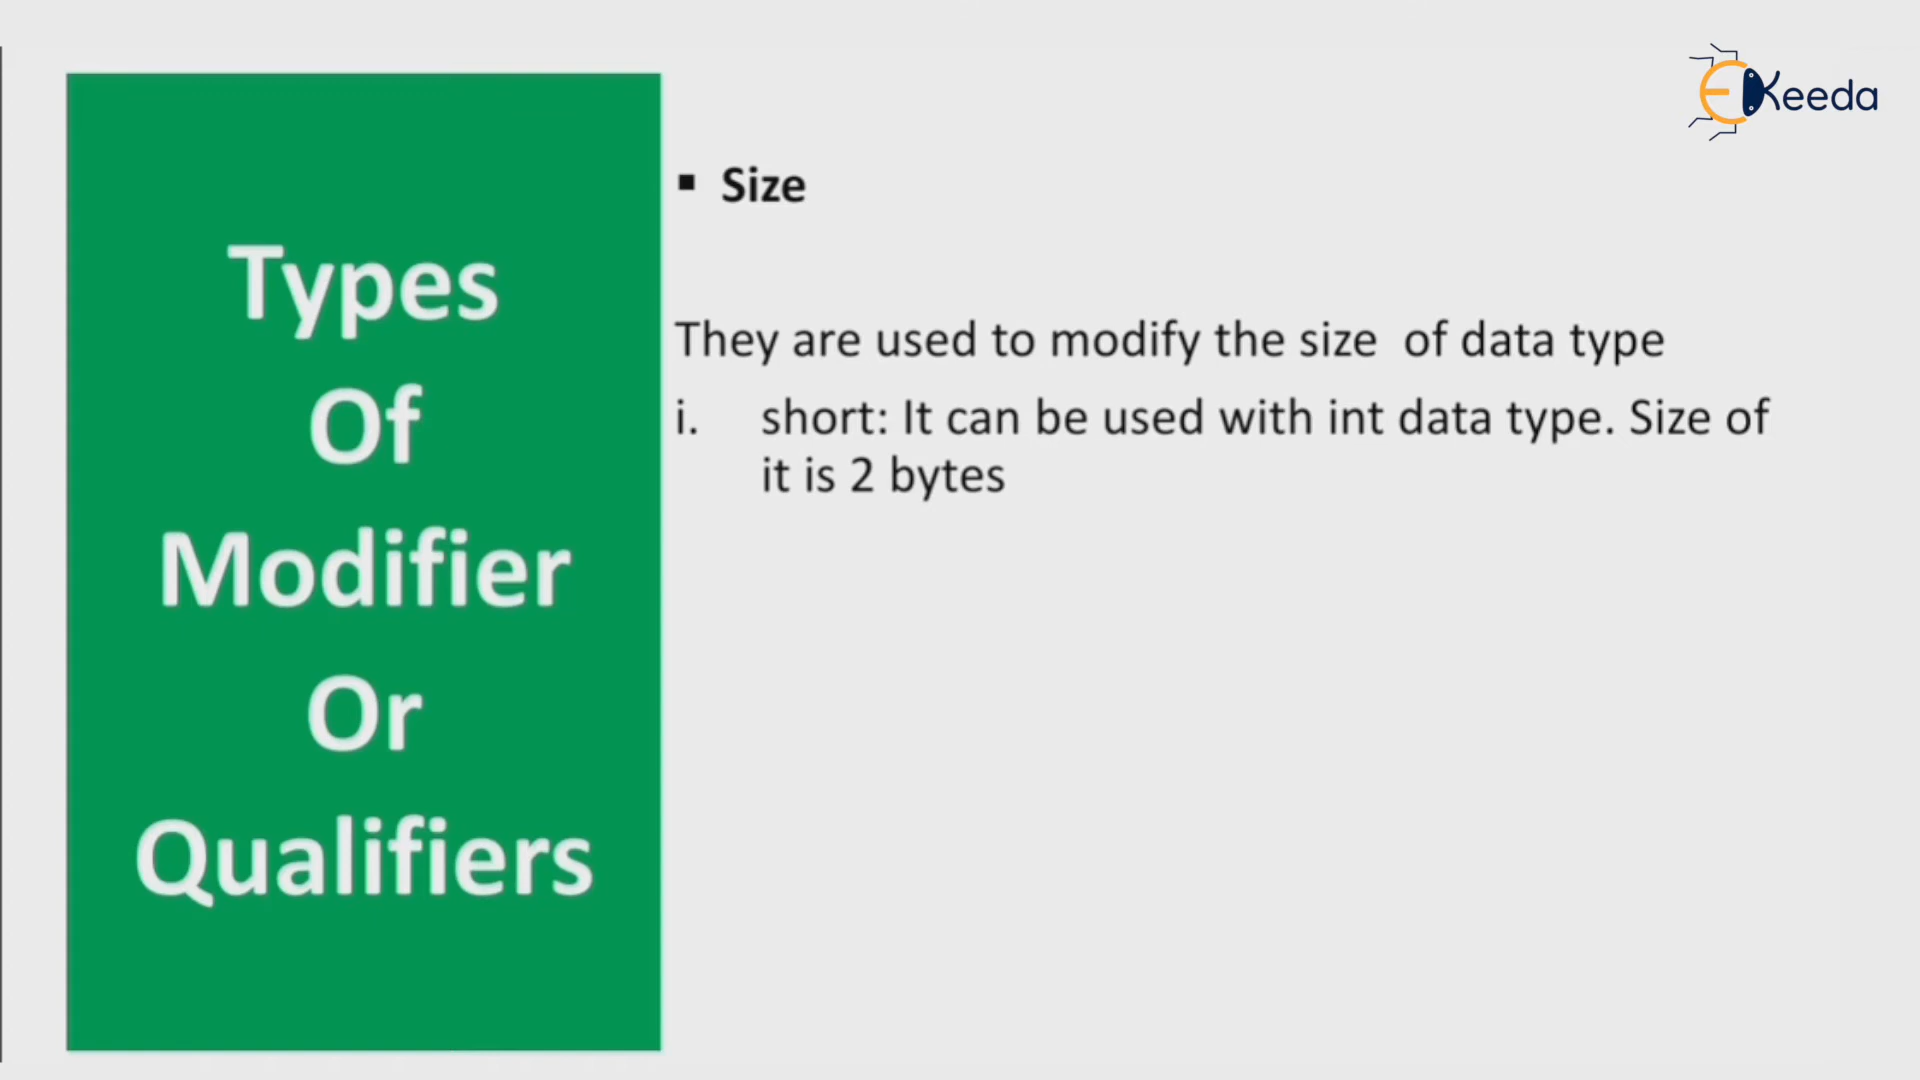 Types
Of
Modifier
Or
Qualifiers
▪ Size
They are used to modify the size of data type
i. short: It can be used with int data type. Size of
it is 2 bytes
EKeeda